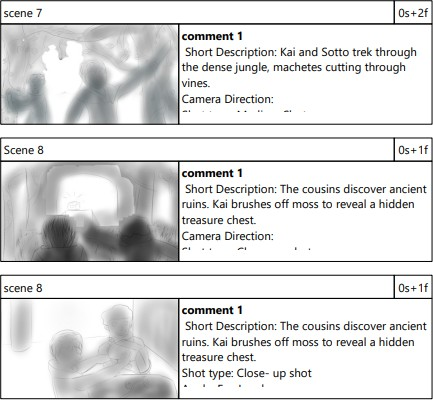 scene 7
0s+2f
comment 1
Short Description: Kai and Sotto trek through
the dense jungle, machetes cutting through
vines.
Camera Direction:
Scene 8
0s+1f
comment 1
Short Description: The cousins discover ancient
ruins. Kai brushes off moss to reveal a hidden
treasure chest.
Camera Direction:
scene 8
0s+1f
comment 1
Short Description: The cousins discover ancient
ruins. Kai brushes off moss to reveal a hidden
treasure chest.
Shot type: Close- up shot